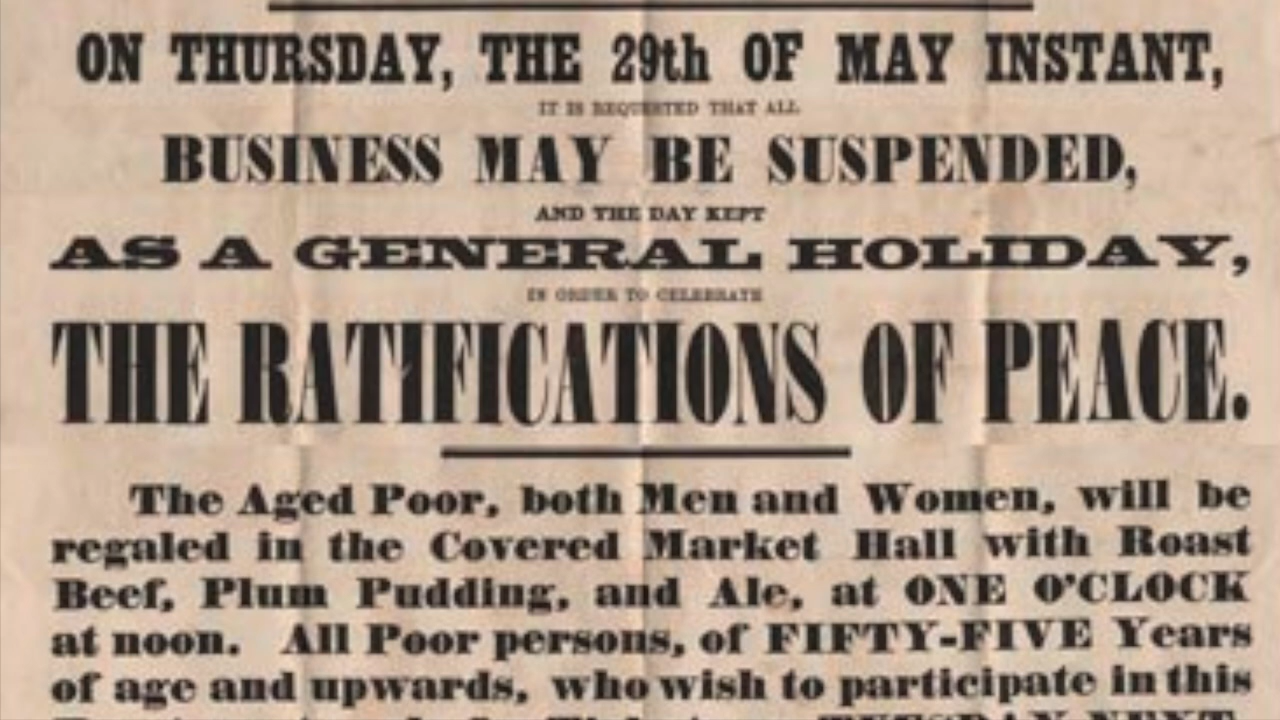 ON THURSDAY, THE 29th OF MAY INSTANT,
IT IS REQUESTED THAT ALL
BUSINESS MAY BE SUSPENDED,
AND THE DAY KEPT
AS A GENERAL HOLIDAY,
IN ORDER TO CELEBRATE
THE RATIFICATIONS OF PEACE.
The Aged Poor, both Men and Women, will be
regaled in the Covered Market Hall with Roast
Beef, Plum Pudding, and Ale, at ONE O'CLOCK
at noon. All Poor persons, of FIFTY-FIVE Years
of age and upwards, who wish to participate in this